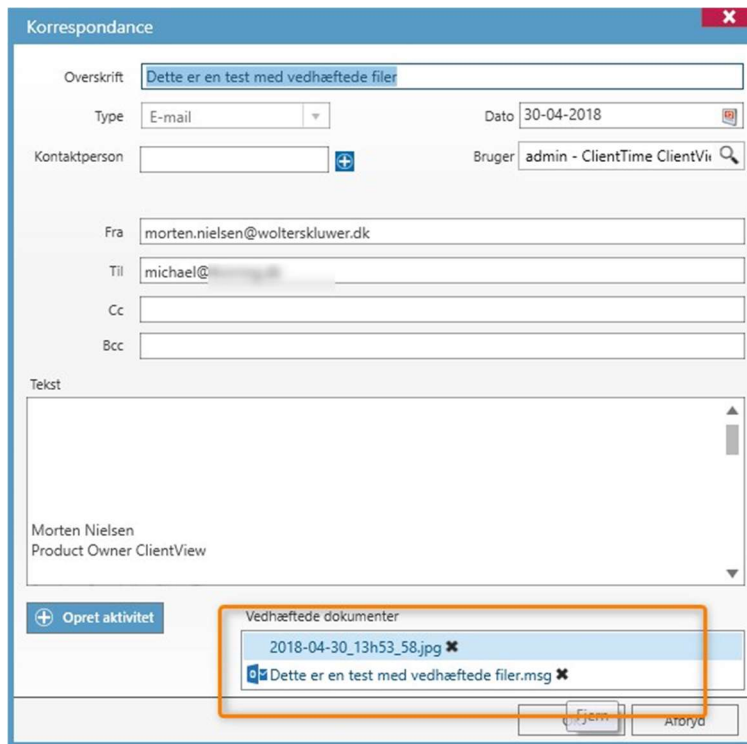 Korrespondance
Overskrift Dette er en test med vedhæftede filer
Type E-mail Dato 30-04-2018
Kontaktperson Bruger admin - ClientTime ClientVi
Fra morten.nielsen@wolterskluwer.dk
Til michael@
Cc
Bcc
Tekst
Morten Nielsen
Product Owner ClientView
Opret aktivitet
Vedhæftede dokumenter
2018-04-30_13h53_58.jpg
Dette er en test med vedhæftede filer.msg
Fjern Afbryd